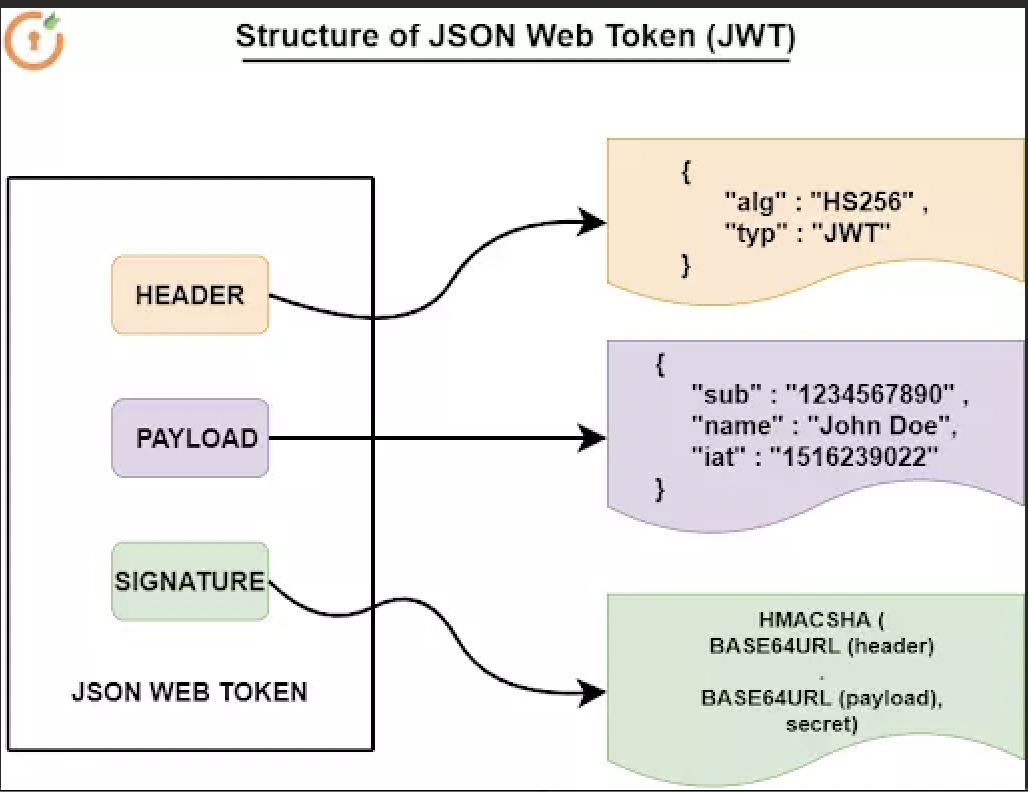 Structure of JSON Web Token (JWT)
HEADER
PAYLOAD
SIGNATURE
JSON WEB TOKEN
{
"alg" : "HS256" ,
"typ" : "JWT"
}
{
"sub" : "1234567890" ,
"name" : "John Doe",
"iat" : "1516239022"
}
HMACSHA (
BASE64URL (header)
.
BASE64URL (payload),
secret)